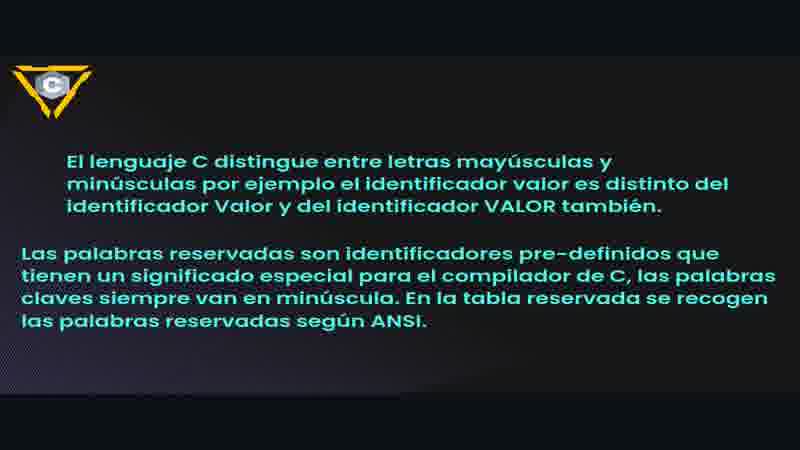 C
El lenguaje C distingue entre letras mayúsculas y
minúsculas por ejemplo el identificador valor es distinto del
identificador Valor y del identificador VALOR también.
Las palabras reservadas son identificadores pre-definidos que
tienen un significado especial para el compilador de C, las palabras
claves siempre van en minúscula. En la tabla reservada se recogen
las palabras reservadas según ANSI.